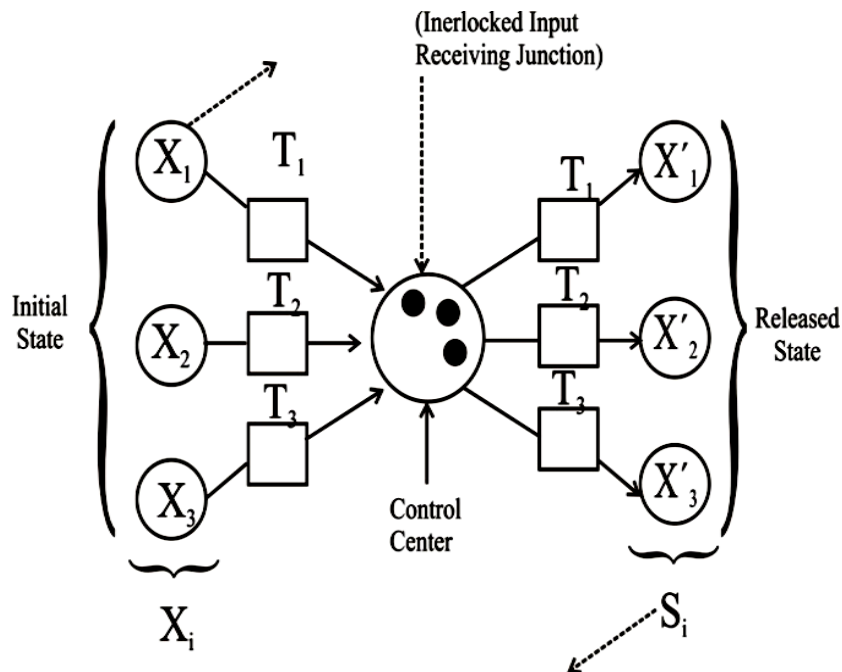 (Inerlocked Input
Receiving Junction)
X₁
T₁
T₁
X′₁
T₂
T₂
Initial
State
X₂
X′₂
Released
State
T₃
T₃
X₃
X′₃
Control
Center
Xᵢ
Sᵢ